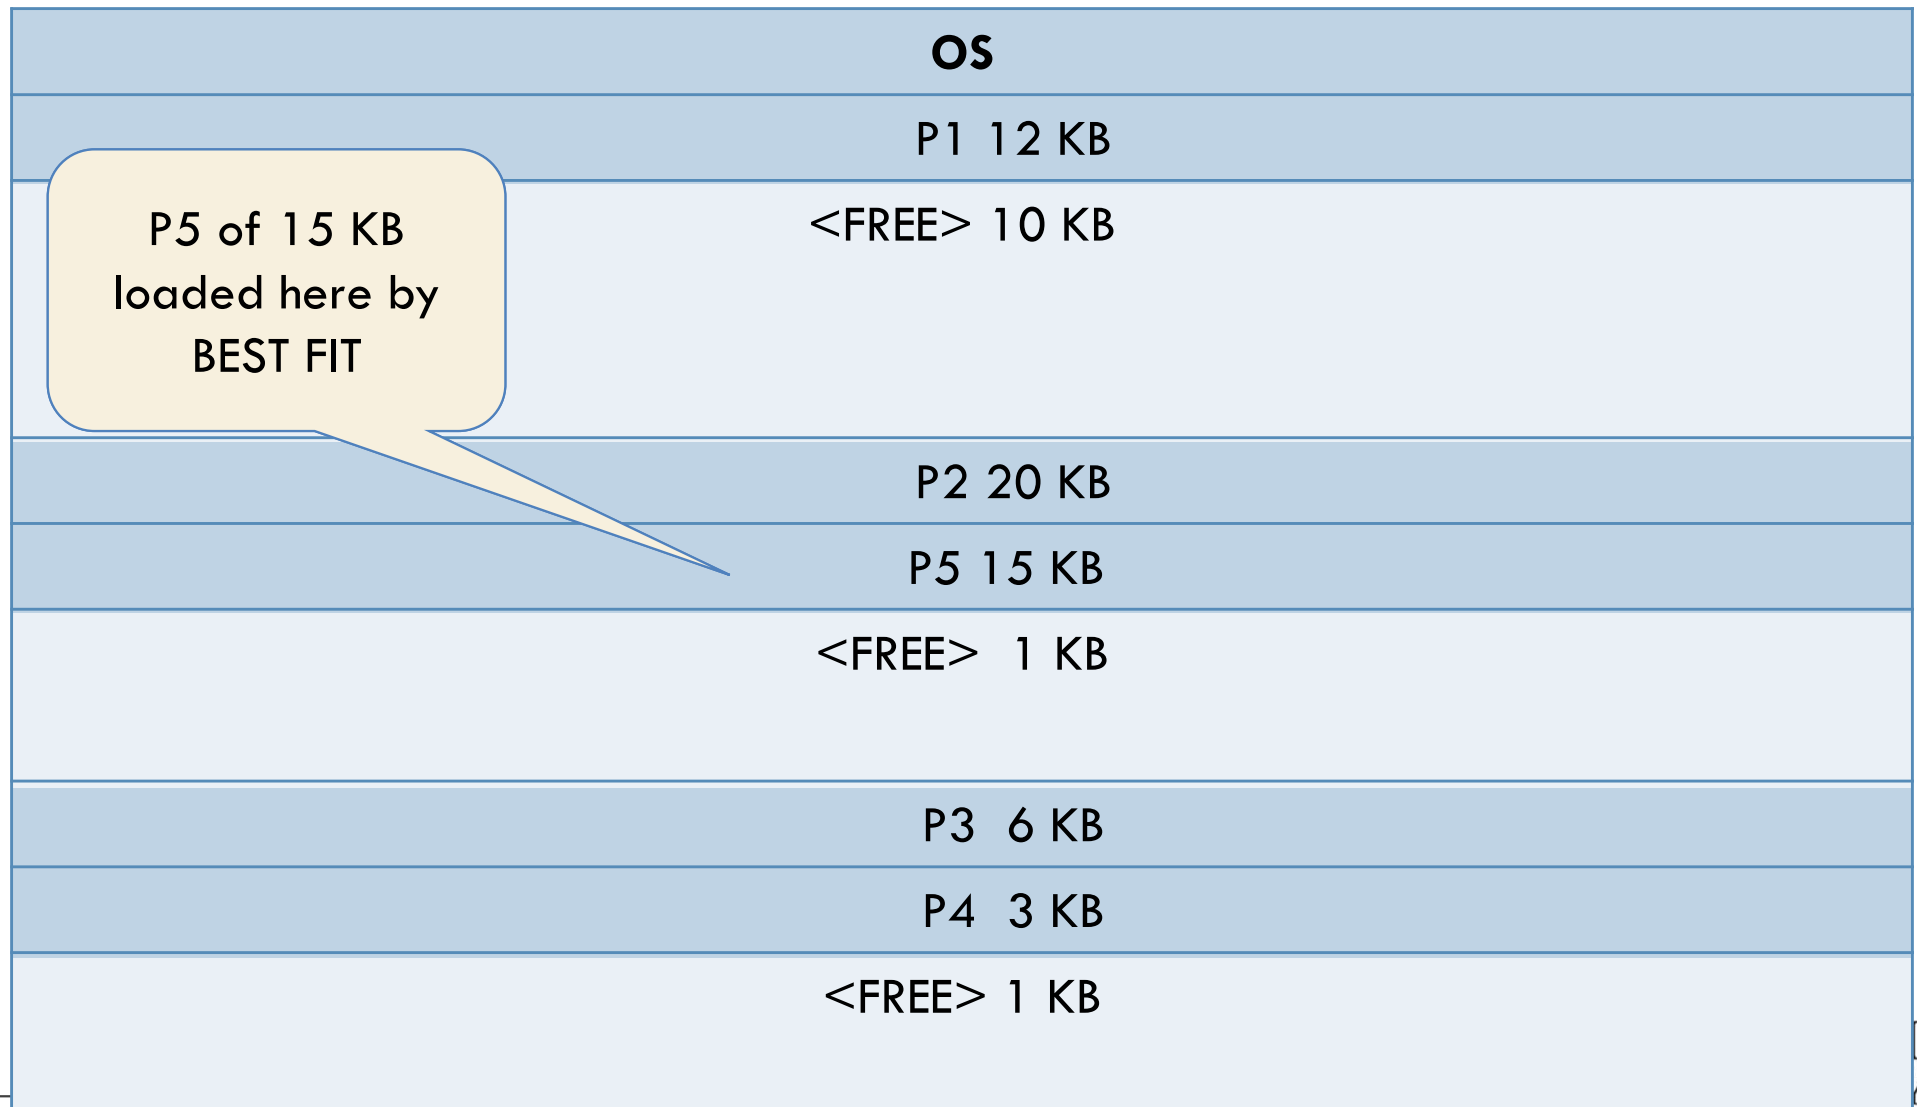 OS
P1 12 KB
P5 of 15 KB
loaded here by
BEST FIT
<FREE> 10 KB
P2 20 KB
P5 15 KB
<FREE> 1 KB
P3 6 KB
P4 3 KB
<FREE> 1 KB